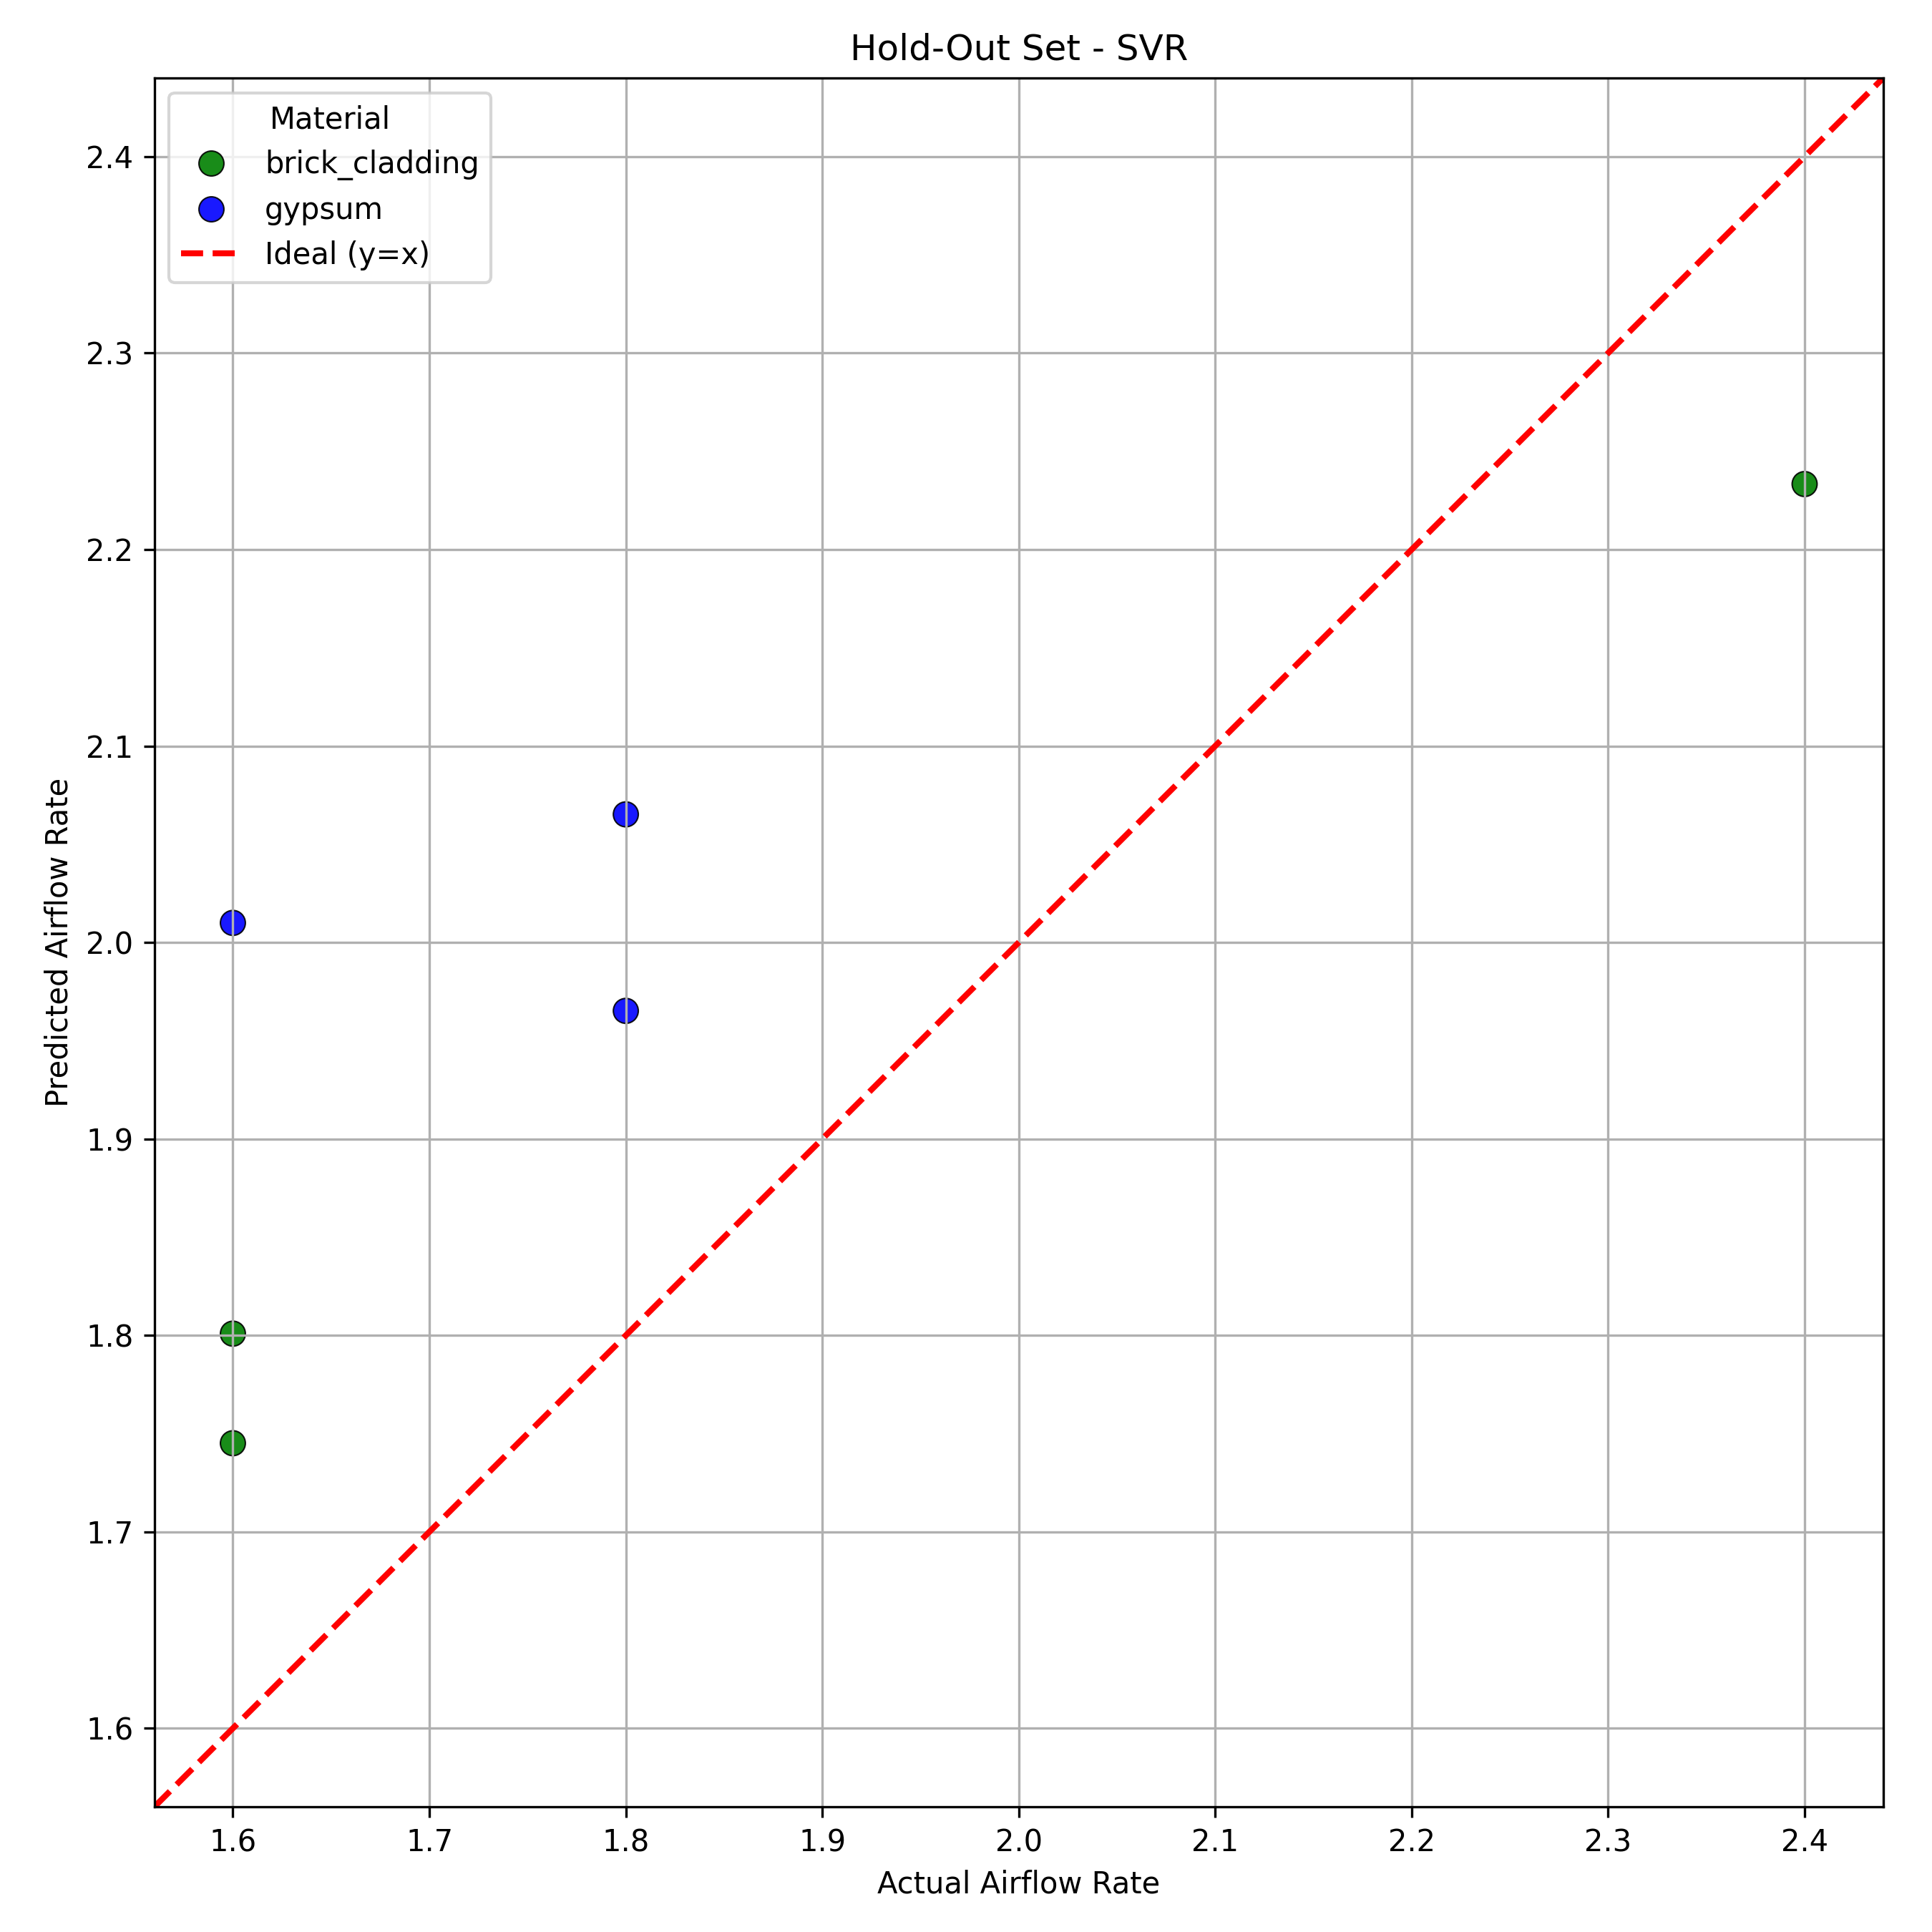 Hold-Out Set - SVR
Material
brick_cladding
gypsum
Ideal (y=x)
2.4
2.3
2.2
2.1
2.0
1.9
1.8
1.7
1.6
Predicted Airflow Rate
1.6 1.7 1.8 1.9 2.0 2.1 2.2 2.3 2.4
Actual Airflow Rate